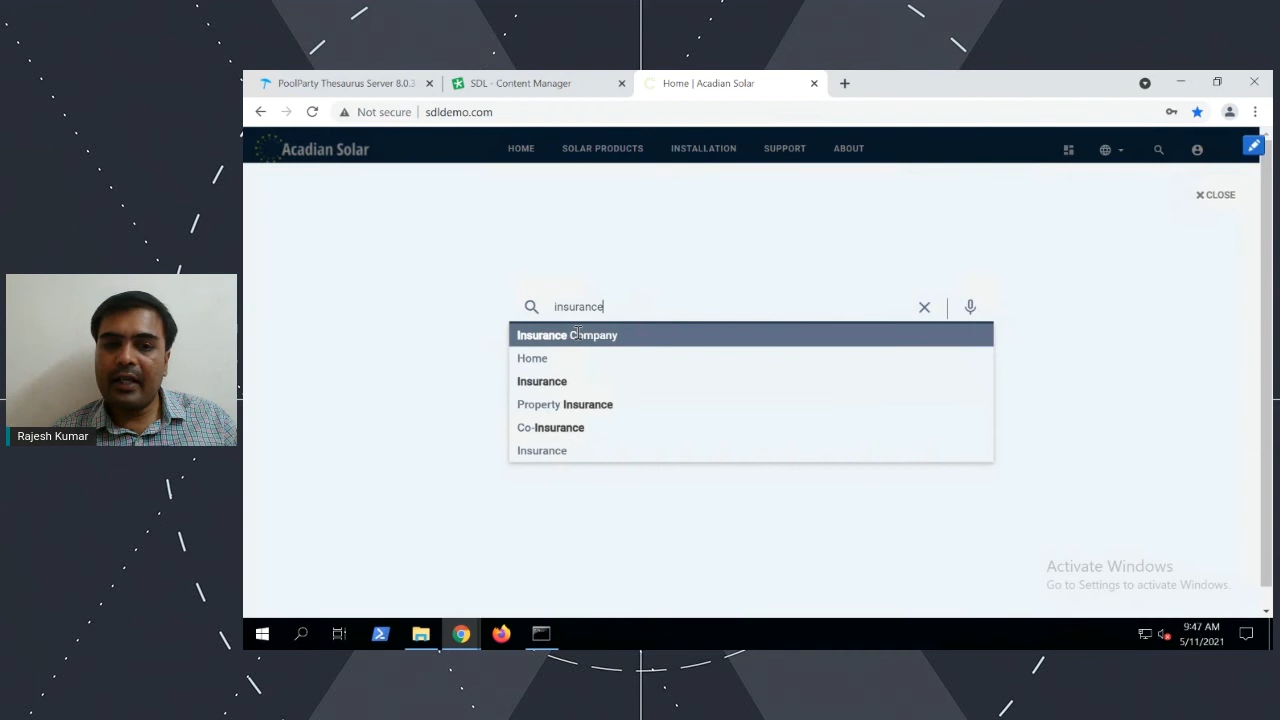 PoolParty Thesaurus Server 8.0.3
SDL - Content Manager
Home | Acadian Solar
Not secure | sdldemo.com
Acadian Solar
HOME
SOLAR PRODUCTS
INSTALLATION
SUPPORT
ABOUT
CLOSE
insurance
Insurance Company
Home
Insurance
Property Insurance
Co-Insurance
Insurance
Rajesh Kumar
Activate Windows
Go to Settings to activate Windows.
9:47 AM
5/11/2021